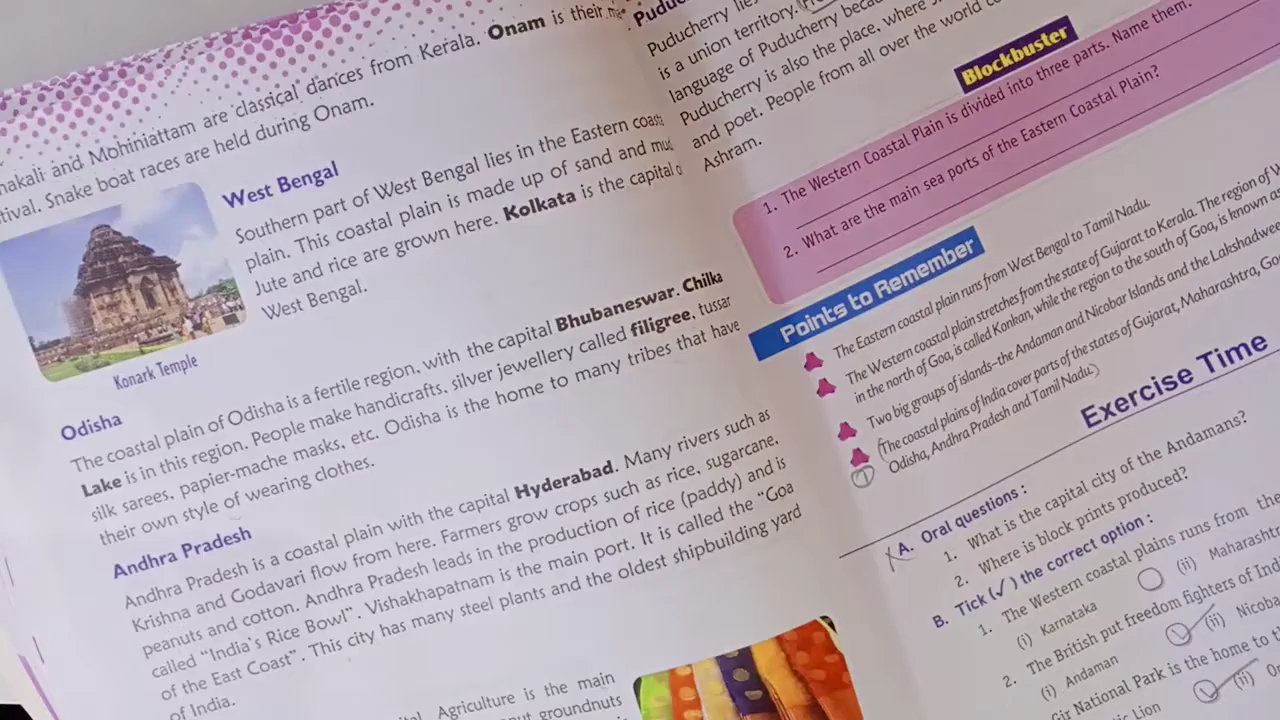 and Mohiniattam are classical dances from Kerala. Onam is their
Snake boat races are held during Onam.
West Bengal
Southern part of West Bengal lies in the Eastern
plain. This coastal plain is made up of sand and
Jute and rice are grown here. Kolkata is the capital
West Bengal.
Konark Temple
Odisha
The coastal plain of Odisha is a fertile region, with the capital Bhubaneswar. Chilka
Lake is in this region. People make handicrafts, silver jewellery called filigree, tussar
silk sarees, papier-mache masks, etc. Odisha is the home to many tribes that have
their own style of wearing clothes.
Andhra Pradesh
Andhra Pradesh is a coastal plain with the capital Hyderabad. Many rivers such as
Krishna and Godavari flow from here. Farmers grow crops such as rice, sugarcane,
peanuts and cotton. Andhra Pradesh leads in the production of rice (paddy) and is
called “India's Rice Bowl”. Vishakhapatnam is the main port. It is called the “Goa
of the East Coast”. This city has many steel plants and the oldest shipbuilding yard
of India.
Agriculture is the main
groundnuts
Puducherry lies
is a union territory.
language of Puducherry
Puducherry is also the place, where
and poet. People from all over the world
Ashram.
Blockbuster
1. The Western Coastal Plain is divided into three parts. Name them.
2. What are the main sea ports of the Eastern Coastal Plain?
Points to Remember
The Eastern coastal plain runs from West Bengal to Tamil Nadu.
The Western coastal plain stretches from the state of Gujarat to Kerala. The region of
in the north of Goa, is called Konkan, while the region to the south of Goa, is known
Two big groups of islands–the Andaman and Nicobar Islands and the
(The coastal plains of India cover parts of the states of Gujarat, Maharashtra,
Odisha, Andhra Pradesh and Tamil Nadu.)
Exercise Time
A. Oral questions :
1. What is the capital city of the Andamans?
2. Where is block prints produced?
B. Tick (✓) the correct option :
1. The Western coastal plains runs from the
(i) Karnataka (ii)
2. The British put freedom fighters of
(i) Andaman (ii)
National Park is the home to
Lion (ii)